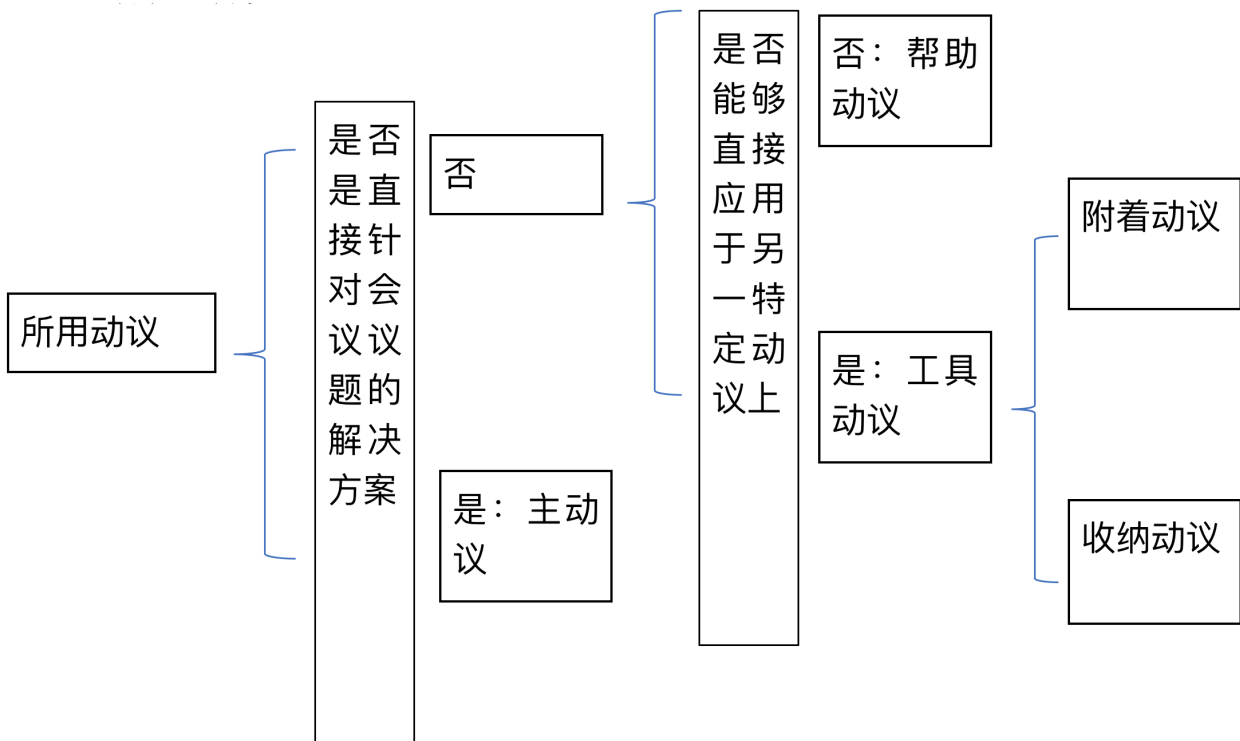 所用动议
是否
是直
接针
对会
议议
题的
解决
方案
否
是：主动
议
是否
能够
直接
应用
于另
一特
定动
议上
否：帮助
动议
是：工具
动议
附着动议
收纳动议